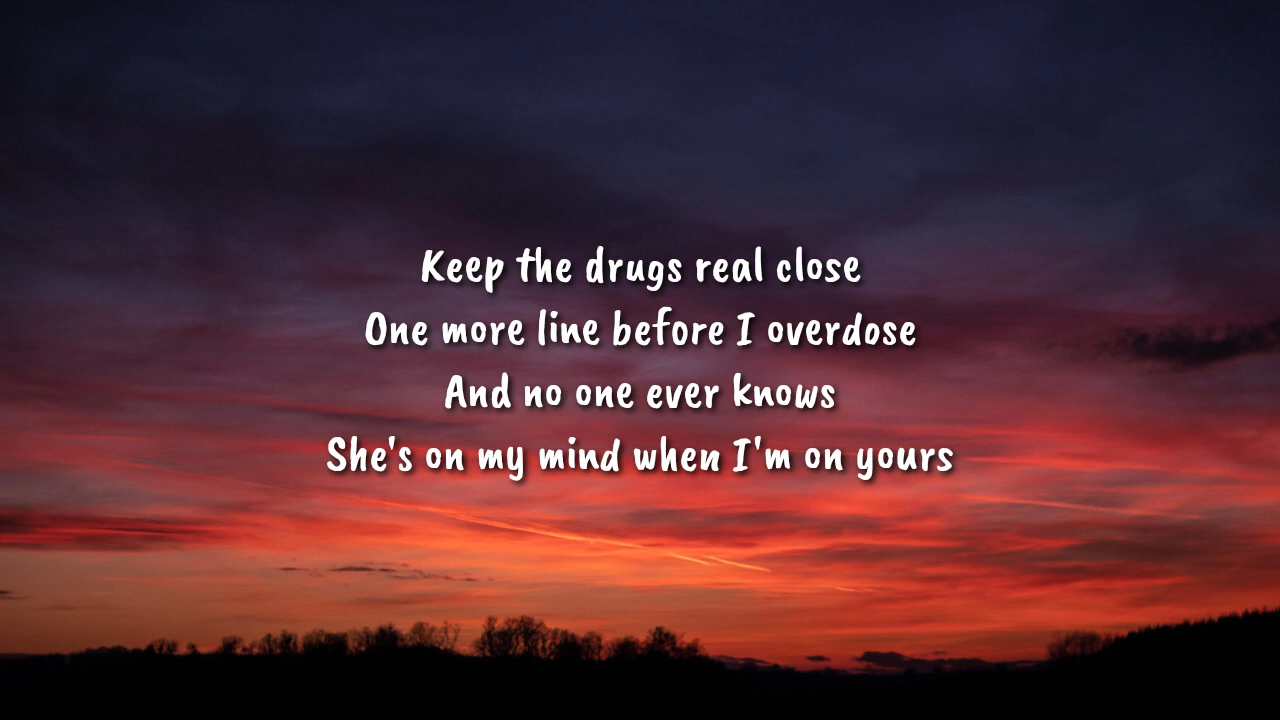 Keep the drugs real close
One more line before I overdose
And no one ever knows
She's on my mind when I'm on yours